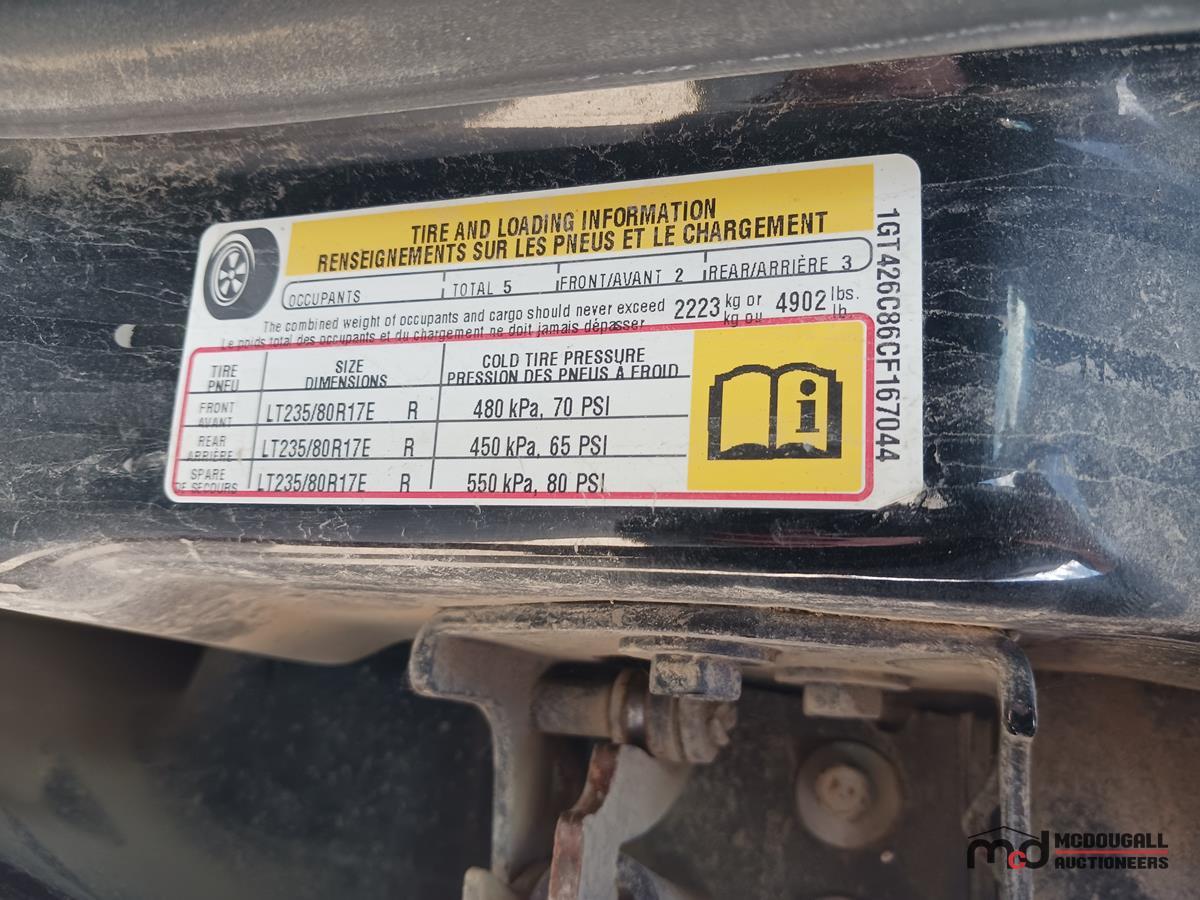 TIRE AND LOADING INFORMATION
RENSEIGNEMENTS SUR LES PNEUS ET LE CHARGEMENT
OCCUPANTS TOTAL 5 FRONT/AVANT 2 REAR/ARRIÈRE 3
The combined weight of occupants and cargo should never exceed 2223 kg or 4902 lbs.
Le poids total des occupants et du chargement ne doit jamais dépasser kg ou lb.
TIRE SIZE COLD TIRE PRESSURE
PNEU DIMENSIONS PRESSION DES PNEUS À FROID
FRONT
AVANT LT235/80R17E R 480 kPa, 70 PSI
REAR
ARRIÈRE LT235/80R17E R 450 kPa, 65 PSI
SPARE
DE SECOURS LT235/80R17E R 550 kPa, 80 PSI
i
1GT426C86CF167044
mcd MCDOUGALL
AUCTIONEERS